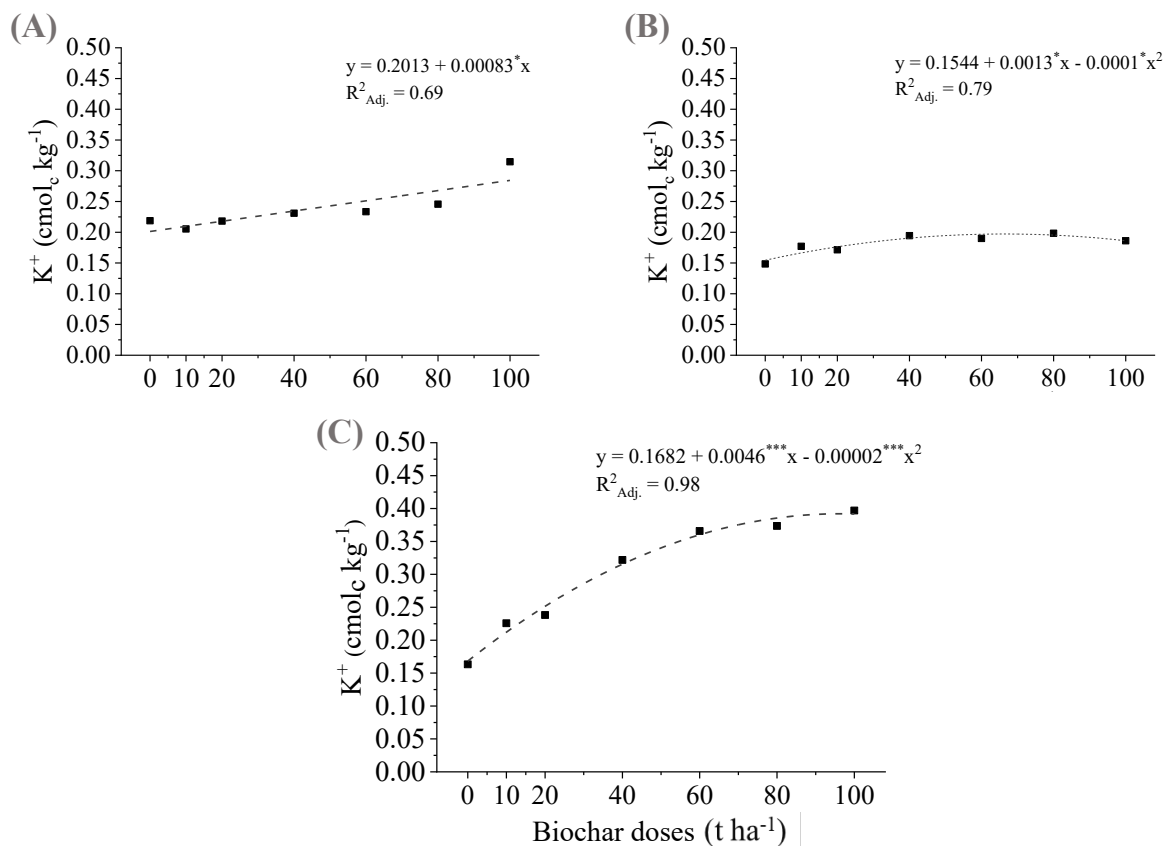 (A)
y = 0.2013 + 0.00083*x
R²Adj. = 0.69
K⁺ (cmolc kg⁻¹)
0.50
0.45
0.40
0.35
0.30
0.25
0.20
0.15
0.10
0.05
0.00
0 10 20 40 60 80 100
(B)
y = 0.1544 + 0.0013*x - 0.0001*x²
R²Adj. = 0.79
K⁺ (cmolc kg⁻¹)
0.50
0.45
0.40
0.35
0.30
0.25
0.20
0.15
0.10
0.05
0.00
0 10 20 40 60 80 100
(C)
y = 0.1682 + 0.0046***x - 0.00002***x²
R²Adj. = 0.98
K⁺ (cmolc kg⁻¹)
0.50
0.45
0.40
0.35
0.30
0.25
0.20
0.15
0.10
0.05
0.00
0 10 20 40 60 80 100
Biochar doses (t ha⁻¹)